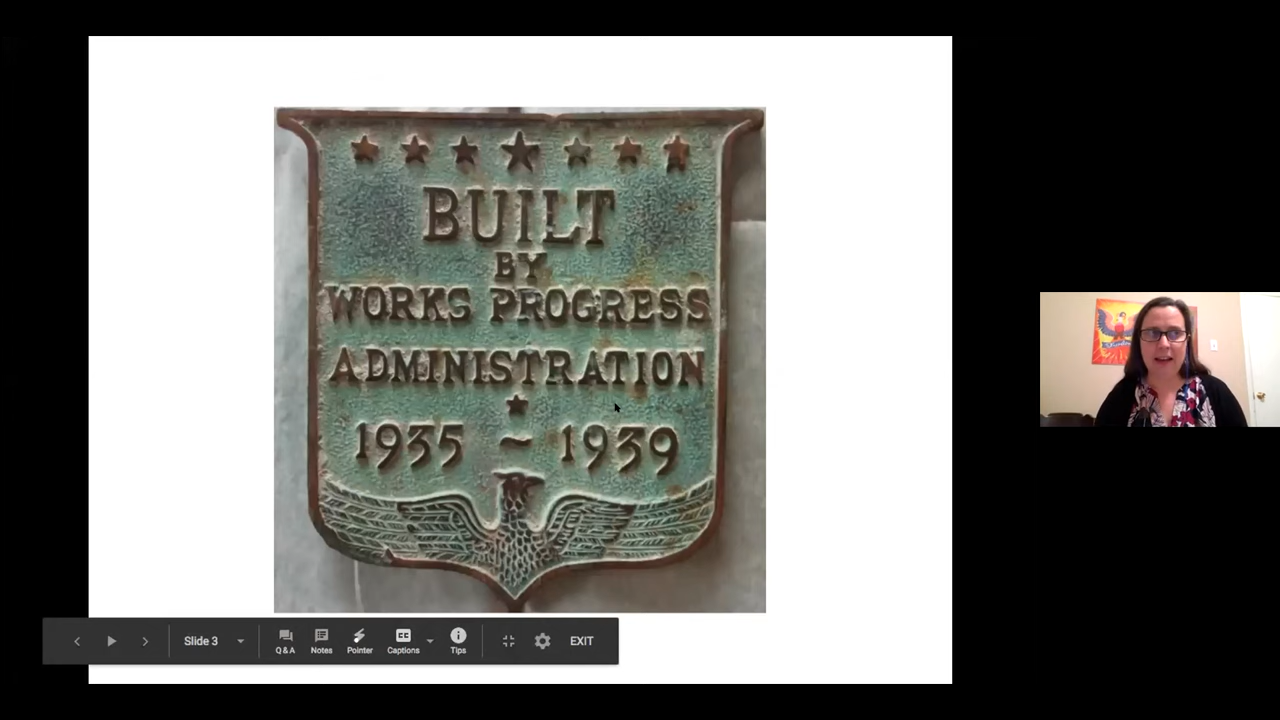 BUILT
BY
WORKS PROGRESS
ADMINISTRATION
1935 ~ 1939
Slide 3
Q & A
Notes
Pointer
Captions
Tips
EXIT